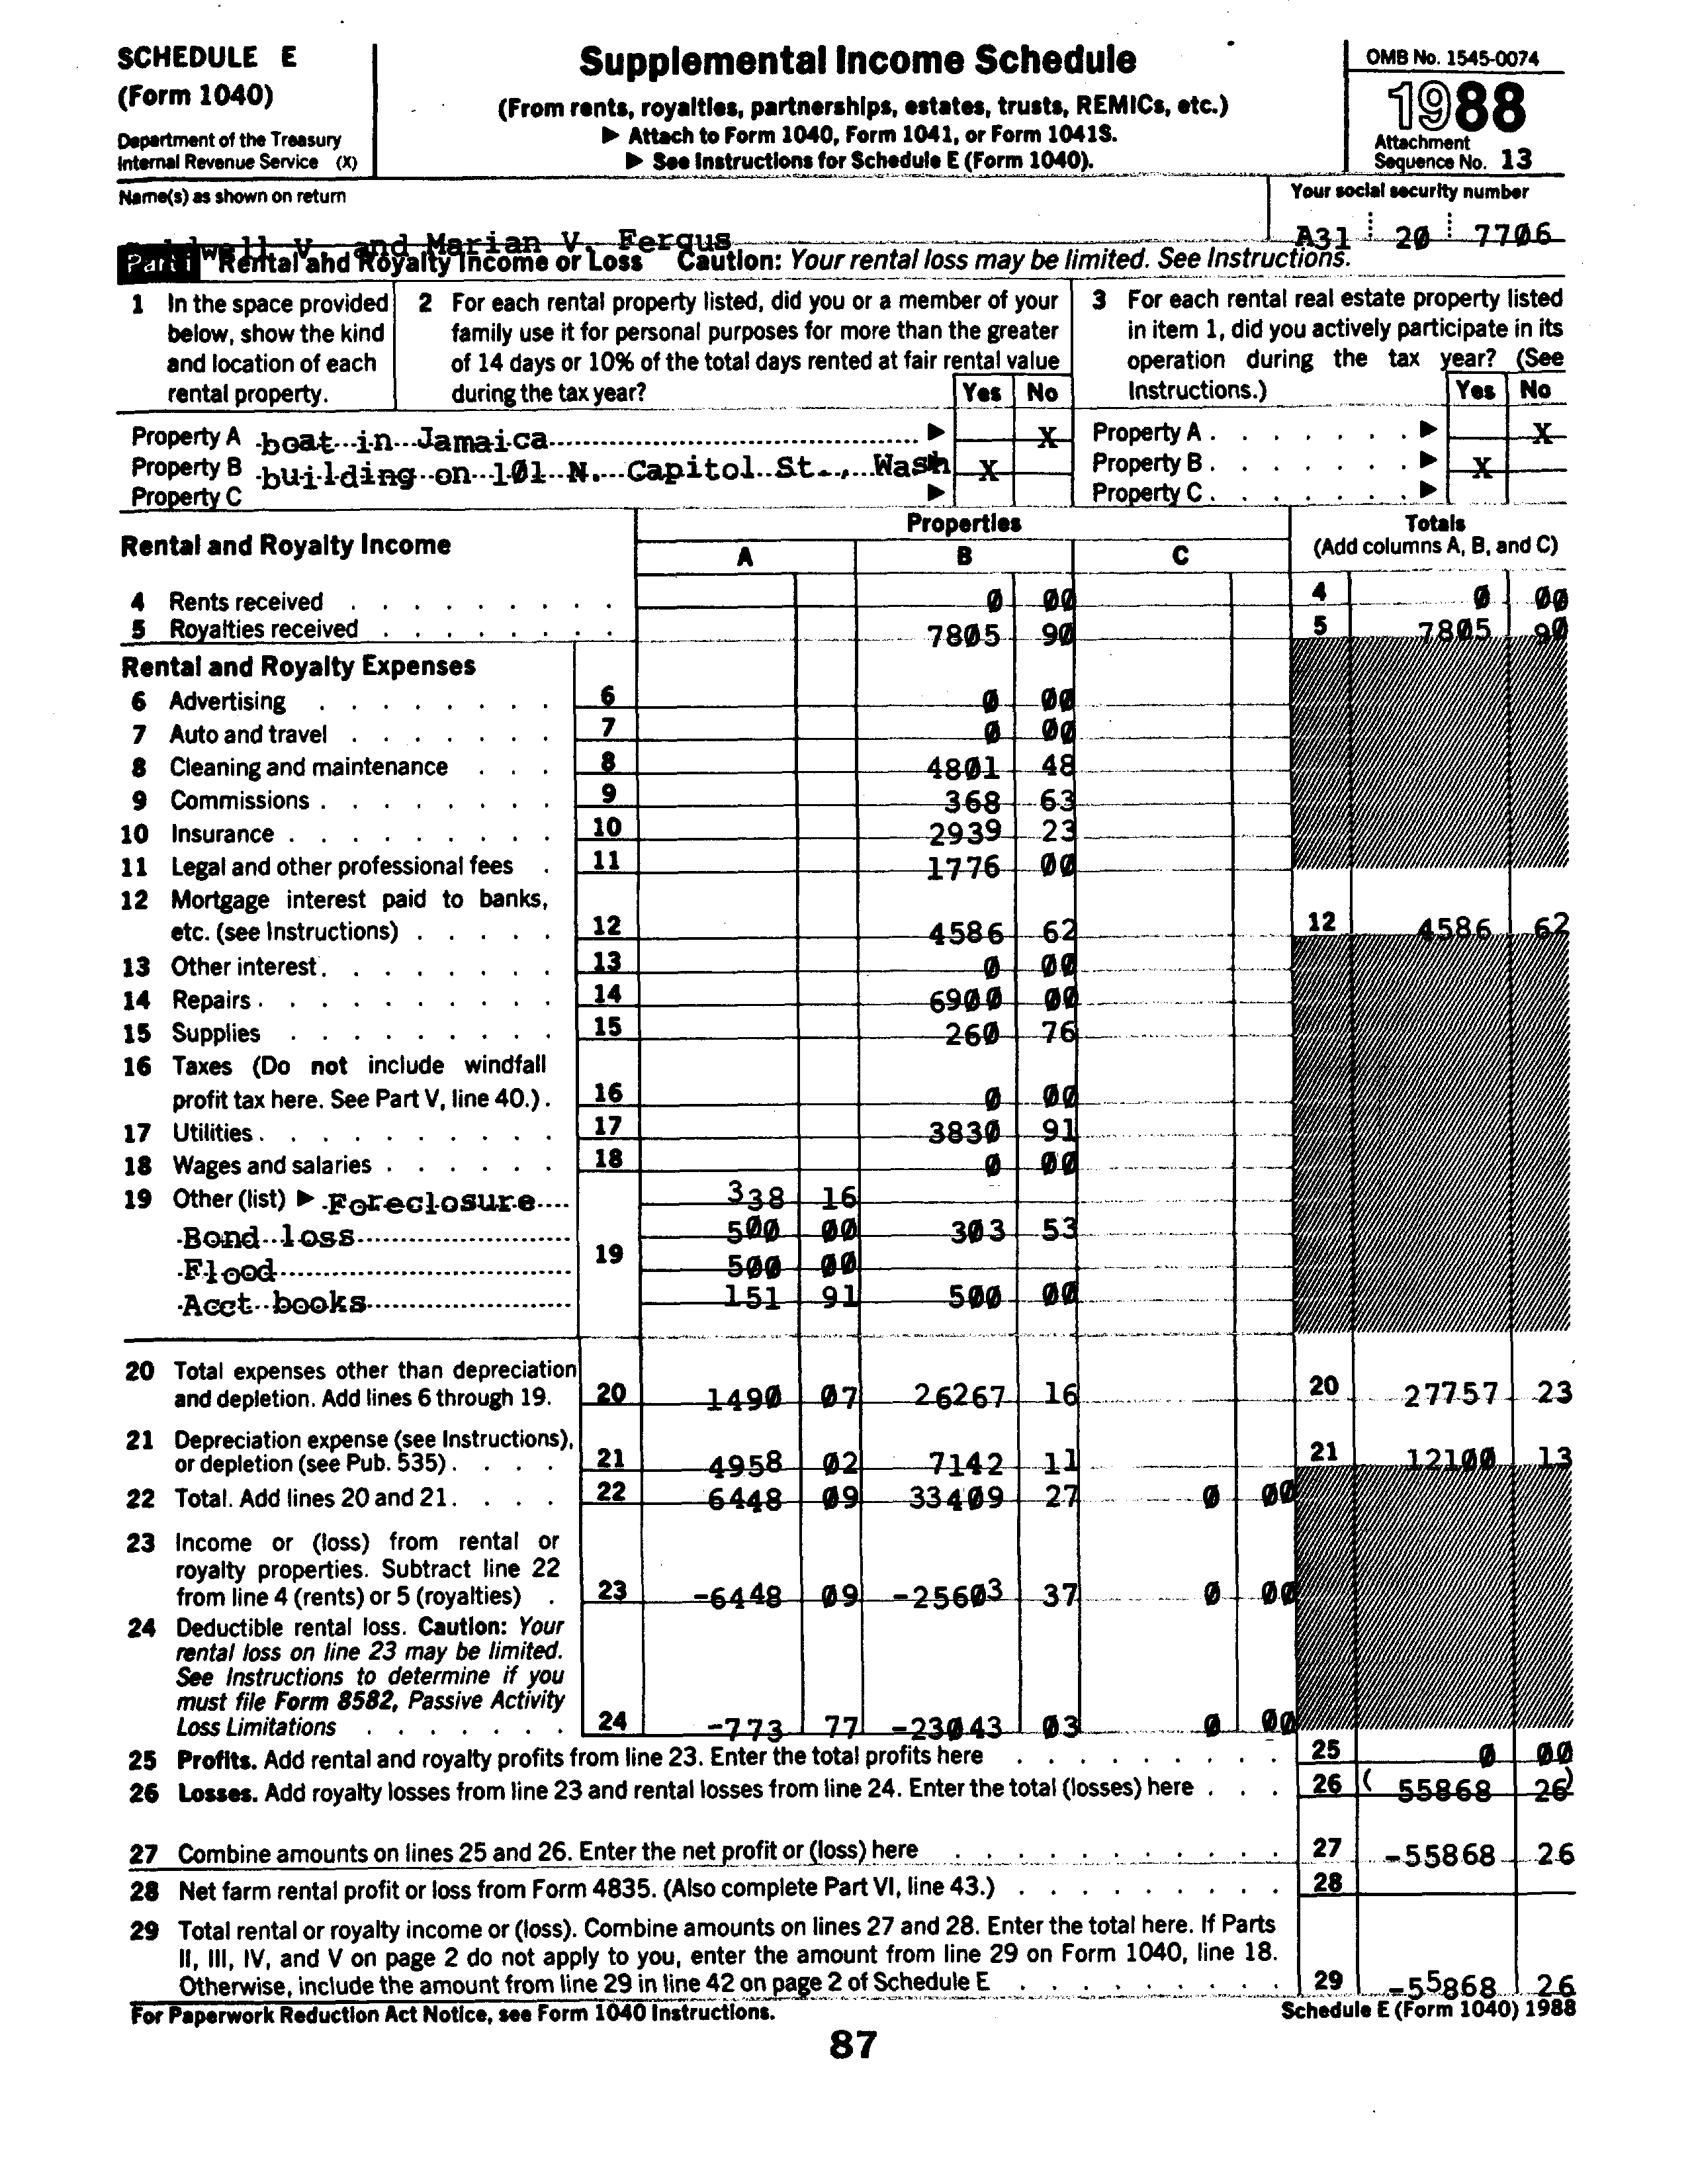 SCHEDULE E
(Form 1040)
Department of the Treasury
Internal Revenue Service (X)
Supplemental Income Schedule
(From rents, royalties, partnerships, estates, trusts, REMICs, etc.)
▶ Attach to Form 1040, Form 1041, or Form 1041S.
▶ See Instructions for Schedule E (Form 1040).
OMB No. 1545-0074
1988
Attachment
Sequence No. 13
Name(s) as shown on return
Your social security number
V. and Marian V. Fergus
A31 20 7706
Part I Rental and Royalty Income or Loss Caution: Your rental loss may be limited. See Instructions.
1 In the space provided below, show the kind and location of each rental property.
2 For each rental property listed, did you or a member of your family use it for personal purposes for more than the greater of 14 days or 10% of the total days rented at fair rental value during the tax year?
Yes No
3 For each rental real estate property listed in item 1, did you actively participate in its operation during the tax year? (See Instructions.)
Yes No
Property A boat in Jamaica ▶ X Property A ▶ X
Property B building on 101 N. Capitol St., Wash X Property B ▶ X
Property C ▶ Property C ▶
Rental and Royalty Income
Properties
A B C
Totals
(Add columns A, B, and C)
4 Rents received 0 00 4 0 00
5 Royalties received 7805 90 5 7805 90
Rental and Royalty Expenses
6 Advertising 6 0 00
7 Auto and travel 7 0 00
8 Cleaning and maintenance 8 4801 48
9 Commissions 9 368 63
10 Insurance 10 2939 23
11 Legal and other professional fees 11 1776 00
12 Mortgage interest paid to banks,
etc. (see Instructions) 12 4586 62 12 4586 62
13 Other interest 13 0 00
14 Repairs 14 6900 00
15 Supplies 15 260 76
16 Taxes (Do not include windfall
profit tax here. See Part V, line 40.) 16 0 00
17 Utilities 17 3830 91
18 Wages and salaries 18 0 00
19 Other (list) ▶ Foreclosure 338 16
Bond loss 500 00 303 53
Flood 19 500 00
Acct books 151 91 500 00
20 Total expenses other than depreciation
and depletion. Add lines 6 through 19. 20 1490 07 26267 16 20 27757 23
21 Depreciation expense (see Instructions),
or depletion (see Pub. 535) 21 4958 02 7142 11 21 12100 13
22 Total. Add lines 20 and 21. 22 6448 09 33409 27 0 00
23 Income or (loss) from rental or
royalty properties. Subtract line 22
from line 4 (rents) or 5 (royalties) 23 -6448 09 -25603 37 0 00
24 Deductible rental loss. Caution: Your
rental loss on line 23 may be limited.
See Instructions to determine if you
must file Form 8582, Passive Activity
Loss Limitations 24 -773 77 -23043 03 0 00
25 Profits. Add rental and royalty profits from line 23. Enter the total profits here 25 0 00
26 Losses. Add royalty losses from line 23 and rental losses from line 24. Enter the total (losses) here 26 ( 55868 26)
27 Combine amounts on lines 25 and 26. Enter the net profit or (loss) here 27 -55868 26
28 Net farm rental profit or loss from Form 4835. (Also complete Part VI, line 43.) 28
29 Total rental or royalty income or (loss). Combine amounts on lines 27 and 28. Enter the total here. If Parts
II, III, IV, and V on page 2 do not apply to you, enter the amount from line 29 on Form 1040, line 18.
Otherwise, include the amount from line 29 in line 42 on page 2 of Schedule E 29 -55868 26
For Paperwork Reduction Act Notice, see Form 1040 Instructions.
Schedule E (Form 1040) 1988
87